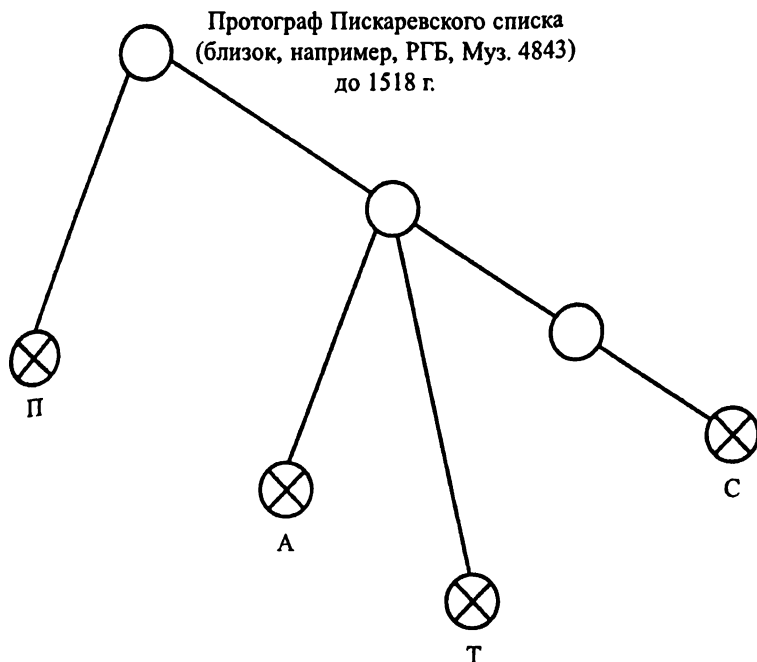 Протограф Пискаревского списка
(близок, например, РГБ, Муз. 4843)
до 1518 г.
П
С
А
Т